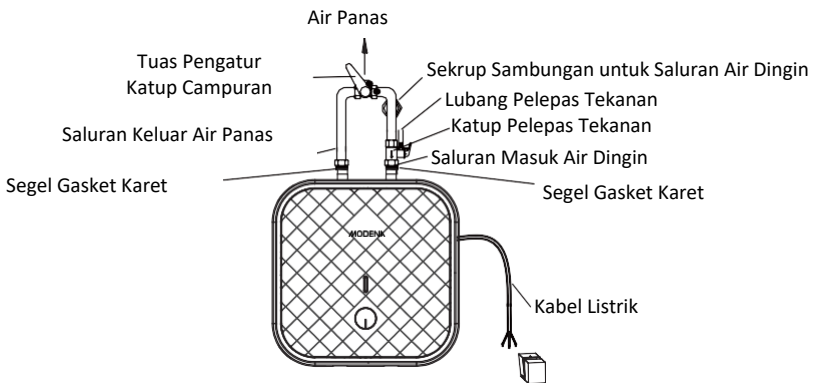 Air Panas
Tuas Pengatur
Katup Campuran
Sekrup Sambungan untuk Saluran Air Dingin
Lubang Pelepas Tekanan
Katup Pelepas Tekanan
Saluran Keluar Air Panas
Saluran Masuk Air Dingin
Segel Gasket Karet
Segel Gasket Karet
MODENA
Kabel Listrik